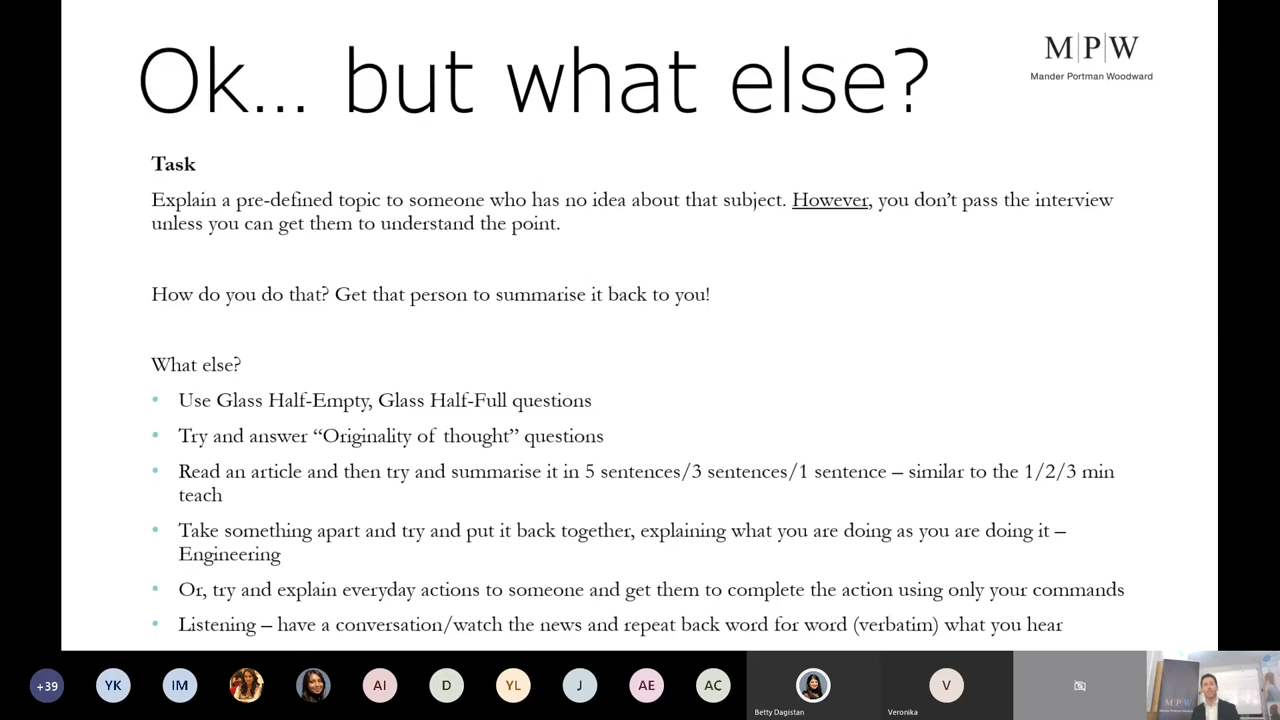 Ok... but what else?
M|P|W
Mander Portman Woodward
Task
Explain a pre-defined topic to someone who has no idea about that subject. However, you don’t pass the interview
unless you can get them to understand the point.
How do you do that? Get that person to summarise it back to you!
What else?
• Use Glass Half-Empty, Glass Half-Full questions
• Try and answer “Originality of thought” questions
• Read an article and then try and summarise it in 5 sentences/3 sentences/1 sentence – similar to the 1/2/3 min
teach
• Take something apart and try and put it back together, explaining what you are doing as you are doing it –
Engineering
• Or, try and explain everyday actions to someone and get them to complete the action using only your commands
• Listening – have a conversation/watch the news and repeat back word for word (verbatim) what you hear
+39
YK
IM
AI
D
YL
J
AE
AC
Betty Dagistan
V
Veronika
M|P|W